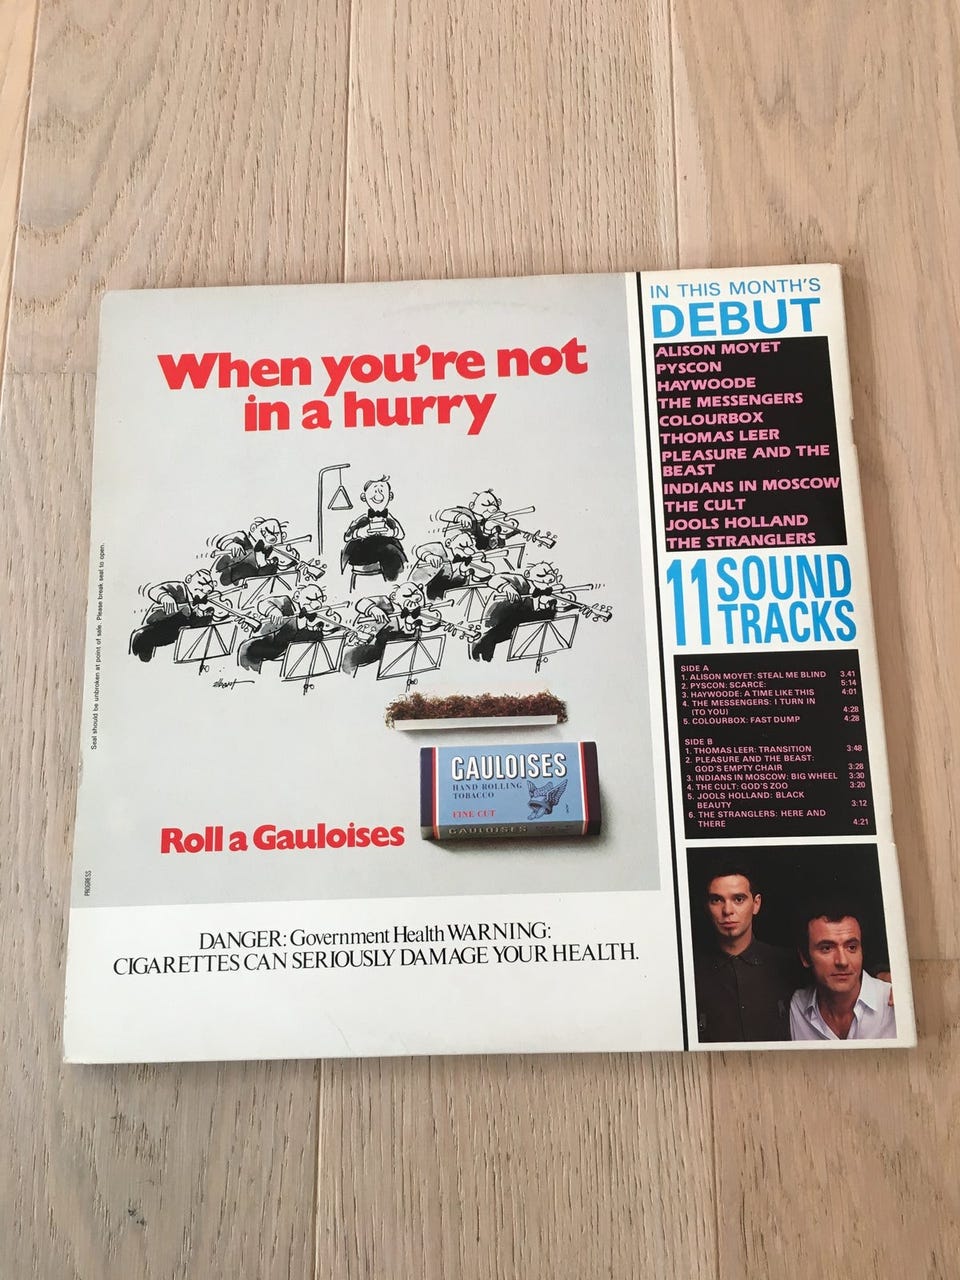 When you're not
in a hurry
elbart
GAULOISES
HAND ROLLING
TOBACCO
FINE CUT
GAULOISES
Roll a Gauloises
DANGER: Government Health WARNING:
CIGARETTES CAN SERIOUSLY DAMAGE YOUR HEALTH.
Seal should be unbroken at point of sale. Please break seal to open.
PROGRESS
IN THIS MONTH'S
DEBUT
ALISON MOYET
PYSCON
HAYWOODE
THE MESSENGERS
COLOURBOX
THOMAS LEER
PLEASURE AND THE
BEAST
INDIANS IN MOSCOW
THE CULT
JOOLS HOLLAND
THE STRANGLERS
11 SOUND
TRACKS
SIDE A
1. ALISON MOYET: STEAL ME BLIND 3.41
2. PYSCON: SCARCE: 5:14
3. HAYWOODE: A TIME LIKE THIS 4:01
4. THE MESSENGERS: I TURN IN
(TO YOU) 4:28
5. COLOURBOX: FAST DUMP 4:28
SIDE B
1. THOMAS LEER: TRANSITION 3:48
2. PLEASURE AND THE BEAST:
GOD'S EMPTY CHAIR 3:28
3. INDIANS IN MOSCOW: BIG WHEEL 3:30
4. THE CULT: GOD'S ZOO 3:20
5. JOOLS HOLLAND: BLACK
BEAUTY 3:12
6. THE STRANGLERS: HERE AND
THERE 4:21